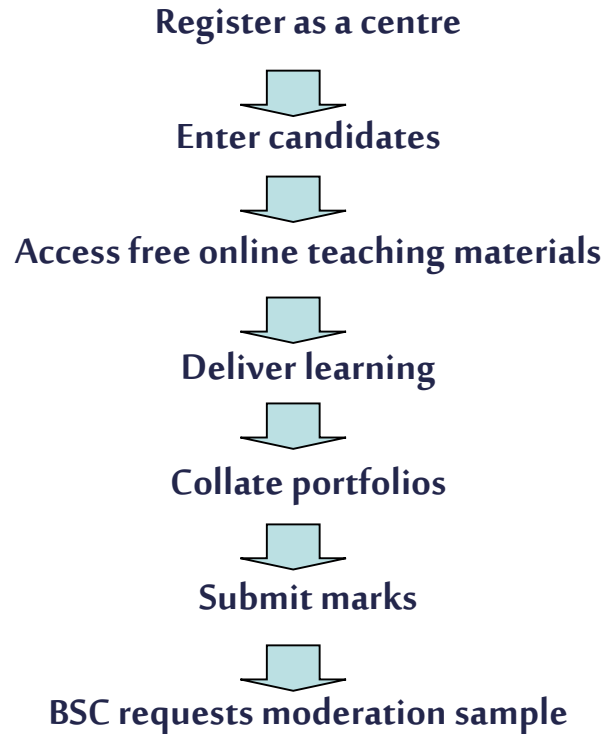 Register as a centre
Enter candidates
Access free online teaching materials
Deliver learning
Collate portfolios
Submit marks
BSC requests moderation sample